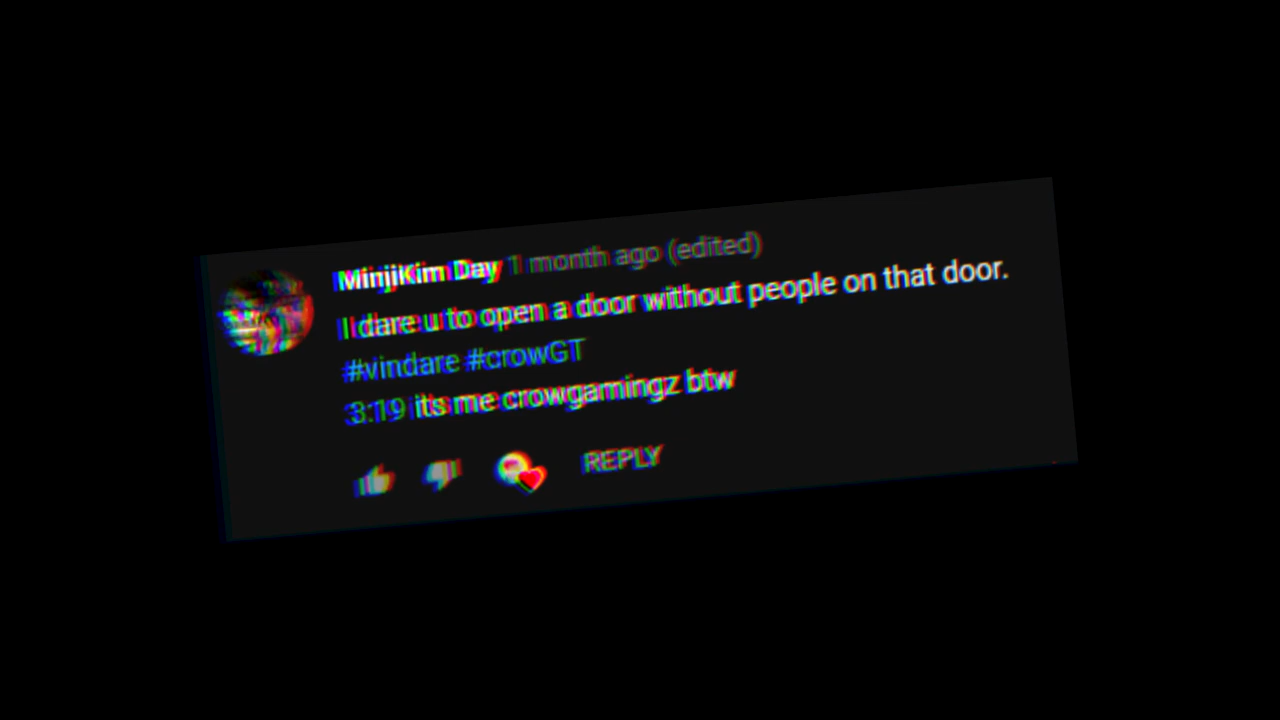 MinjiKim Day 1 month ago (edited)
I dare u to open a door without people on that door.
#vindare #crowGT
3:19 its me crowgamingz btw
REPLY